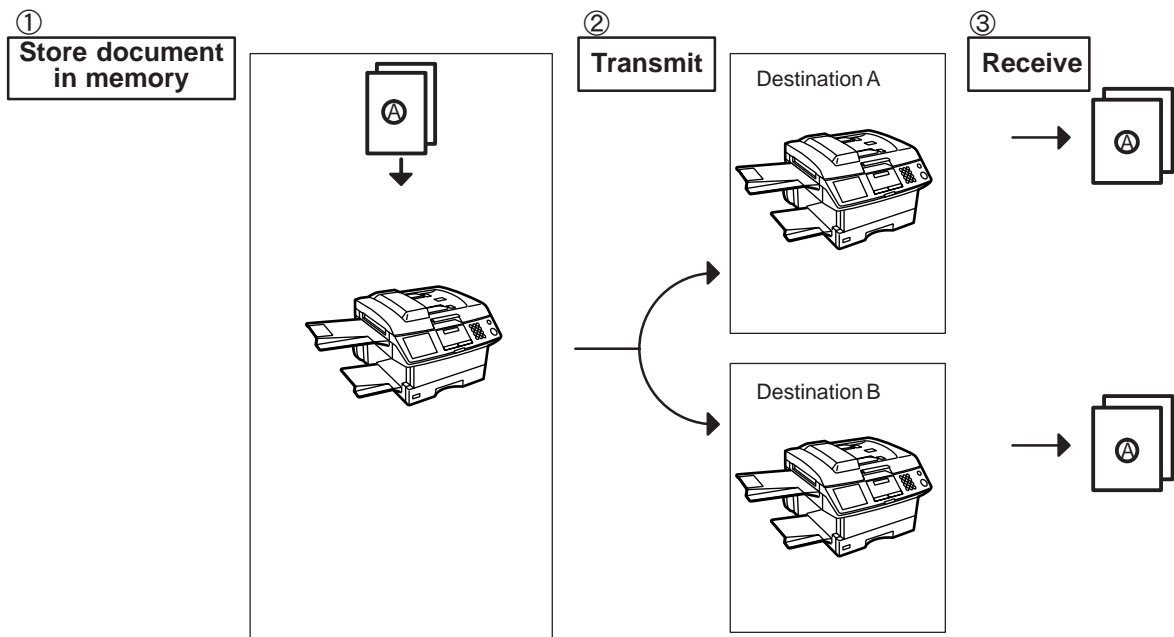 ①
Store document
in memory
Ⓐ
②
Transmit
Destination A
Destination B
③
Receive
Ⓐ
Ⓐ